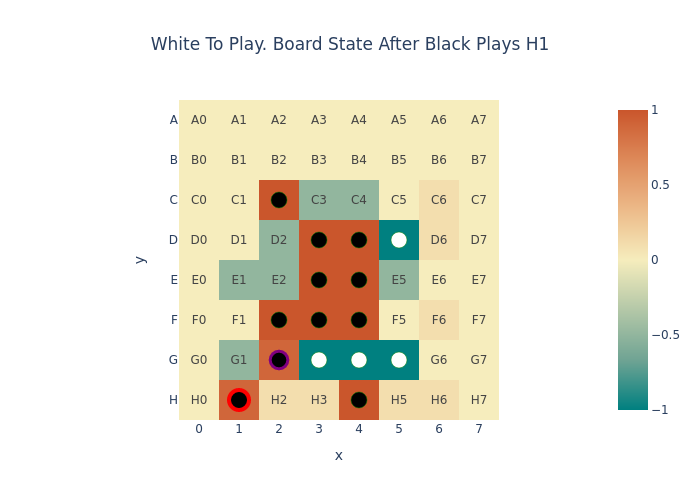 White To Play. Board State After Black Plays H1
A A0 A1 A2 A3 A4 A5 A6 A7
B B0 B1 B2 B3 B4 B5 B6 B7
C C0 C1 C3 C4 C5 C6 C7
D D0 D1 D2 D6 D7
E E0 E1 E2 E5 E6 E7
F F0 F1 F5 F6 F7
G G0 G1 G6 G7
H H0 H2 H3 H5 H6 H7
0 1 2 3 4 5 6 7
x
y
1
0.5
0
−0.5
−1